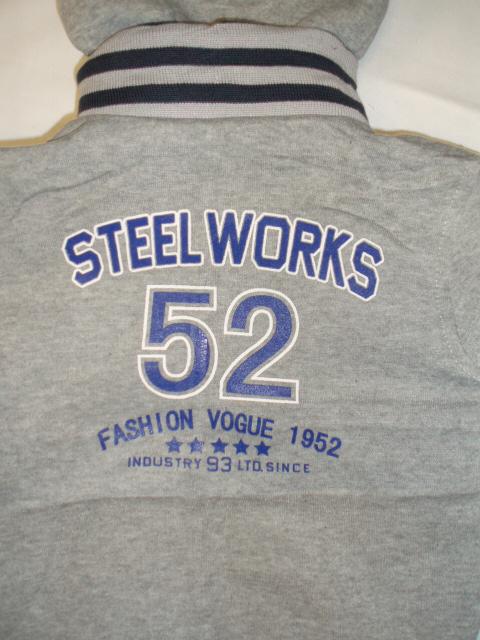 STEELWORKS
52
FASHION VOGUE 1952
INDUSTRY 93 LTD. SINCE